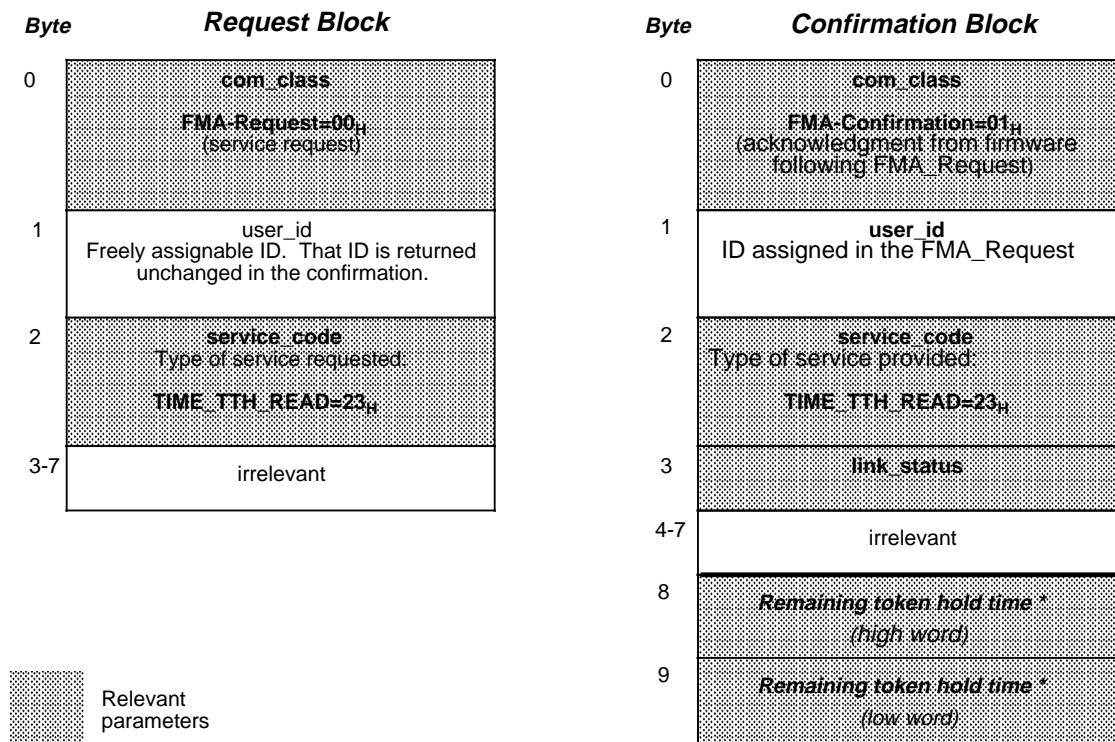 Byte
Request Block
0
com_class
FMA-Request=00H
(service request)
1
user_id
Freely assignable ID. That ID is returned
unchanged in the confirmation.
2
service_code
Type of service requested:
TIME_TTH_READ=23H
3-7
irrelevant
Relevant
parameters
Byte
Confirmation Block
0
com_class
FMA-Confirmation=01H
(acknowledgment from firmware
following FMA_Request)
1
user_id
ID assigned in the FMA_Request
2
service_code
Type of service provided:
TIME_TTH_READ=23H
3
link_status
4-7
irrelevant
8
Remaining token hold time *
(high word)
9
Remaining token hold time *
(low word)